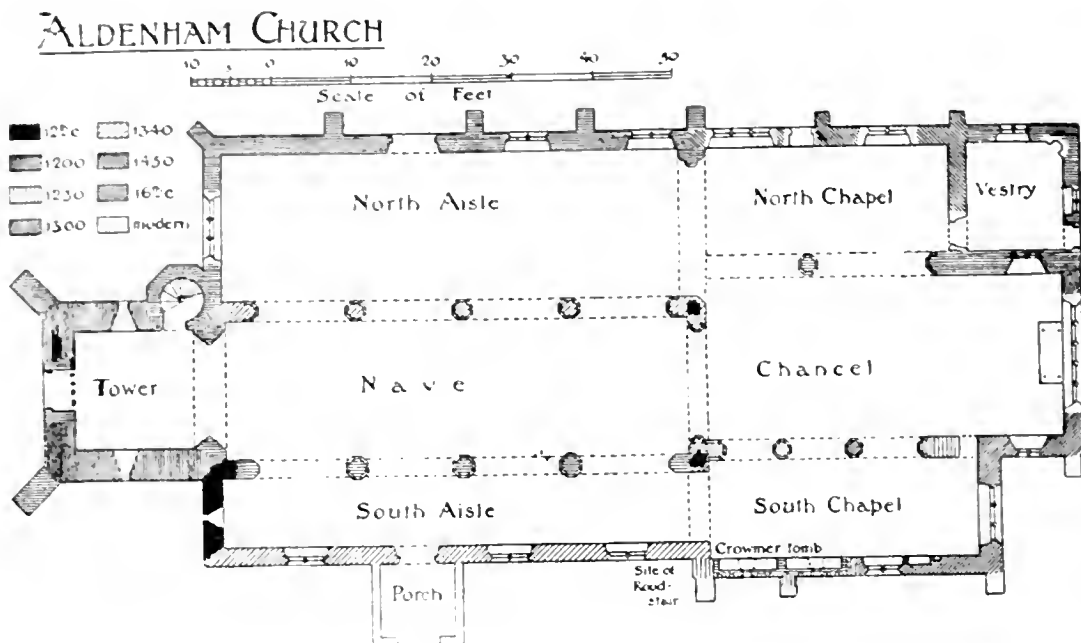 ALDENHAM CHURCH
10 5 0 10 20 30 40 50
Scale of Feet
12th c 1340
1200 1450
1230 16th c
1300 modern
North Aisle
North Chapel
Vestry
Tower
Nave
Chancel
South Aisle
South Chapel
Crowmer tomb
Site of
Rood-
stair
Porch